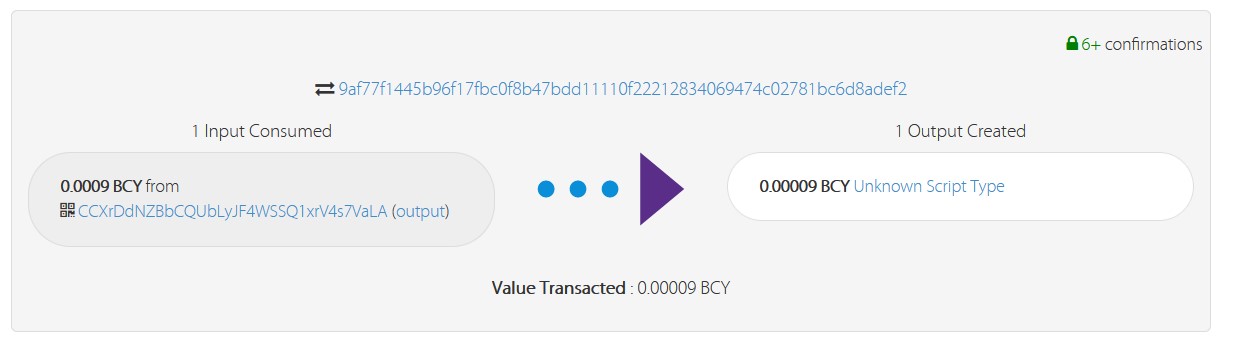 6+ confirmations
9af77f1445b96f17fbc0f8b47bdd11110f22212834069474c02781bc6d8adef2
1 Input Consumed
0.0009 BCY from
CCXrDdNZBbCQUbLyJF4WSSQ1xrV4s7VaLA (output)
1 Output Created
0.00009 BCY Unknown Script Type
Value Transacted : 0.00009 BCY